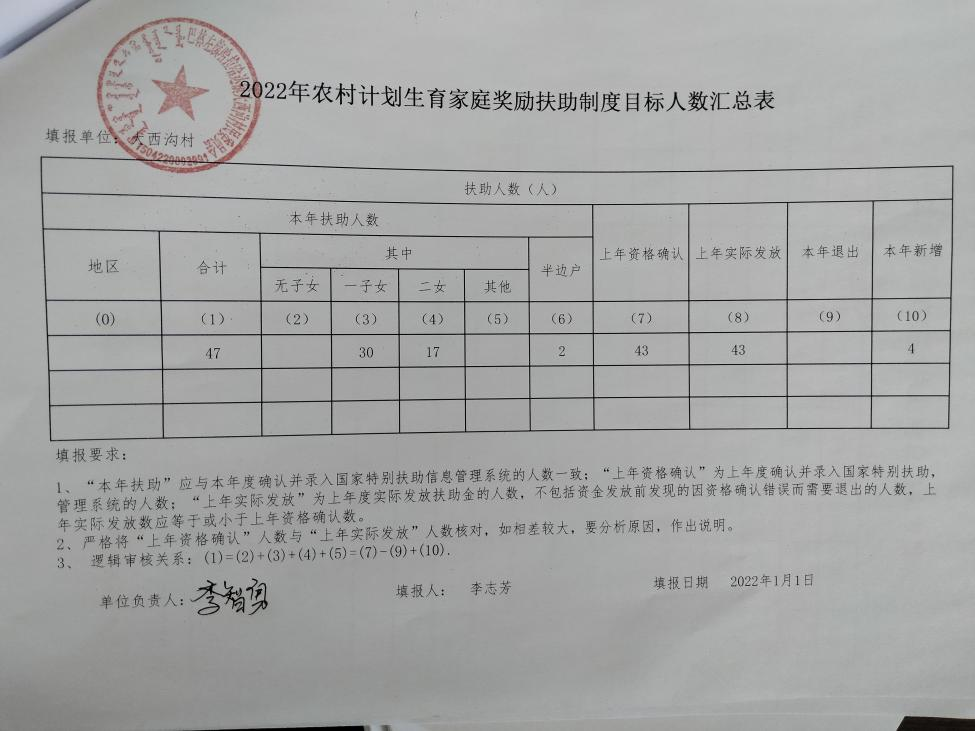 2022年农村计划生育家庭奖励扶助制度目标人数汇总表
填报单位：大西沟村
1504220092091
扶助人数（人）
本年扶助人数
地区 合计 其中 半边户 上年资格确认 上年实际发放 本年退出 本年新增
无子女 一子女 二女 其他
(0) （1） （2） （3） （4） （5） （6） （7） （8） （9） （10）
47 30 17 2 43 43 4
填报要求：
1、“本年扶助”应与本年度确认并录入国家特别扶助信息管理系统的人数一致；“上年资格确认”为上年度确认并录入国家特别扶助，
管理系统的人数；“上年实际发放”为上年度实际发放扶助金的人数，不包括资金发放前发现的因资格确认错误而需要退出的人数，上
年实际发放数应等于或小于上年资格确认数。
2、严格将“上年资格确认”人数与“上年实际发放”人数核对，如相差较大，要分析原因，作出说明。
3、 逻辑审核关系：(1)=(2)+(3)+(4)+(5)=(7)-(9)+(10).
单位负责人：李智勇 填报人： 李志芳 填报日期 2022年1月1日